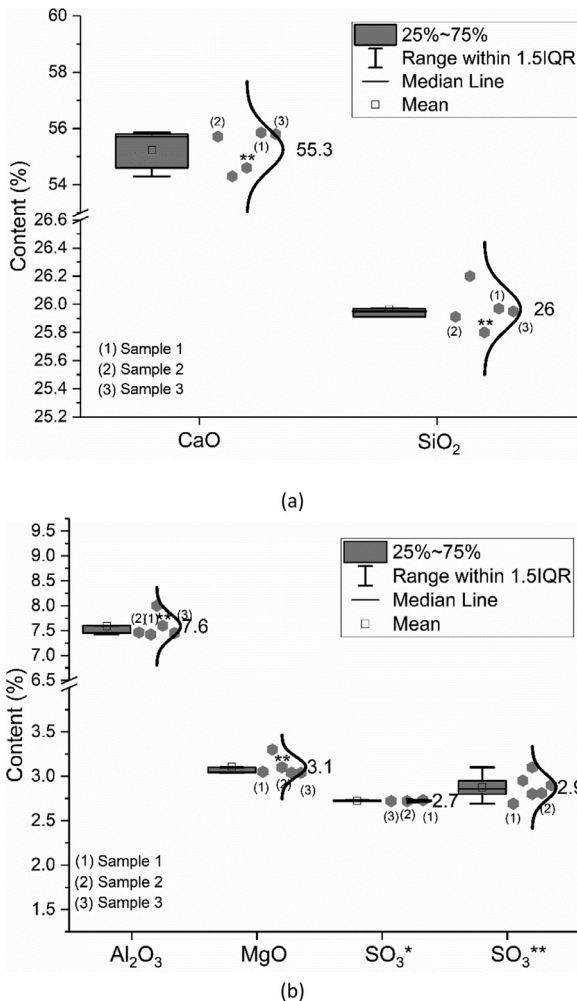 60
58
56
54
26.6
26.4
26.2
26.0
25.8
25.6
25.4
25.2
Content (%)
25%~75%
Range within 1.5IQR
Median Line
Mean
(2)
(3)
(1)
**
55.3
(1)
(2)
**
(3)
26
(1) Sample 1
(2) Sample 2
(3) Sample 3
CaO
SiO2
(a)
9.75
9.00
8.25
8.0
7.5
7.0
6.5
3.5
3.0
2.5
2.0
1.5
Content (%)
25%~75%
Range within 1.5IQR
Median Line
Mean
(2)
(1)
**
(3)
7.6
**
3.1
(1)
(2)
(3)
2.7
(3)
(2)
(1)
2.9
(1)
(2)
(1) Sample 1
(2) Sample 2
(3) Sample 3
Al2O3
MgO
SO3*
SO3**
(b)